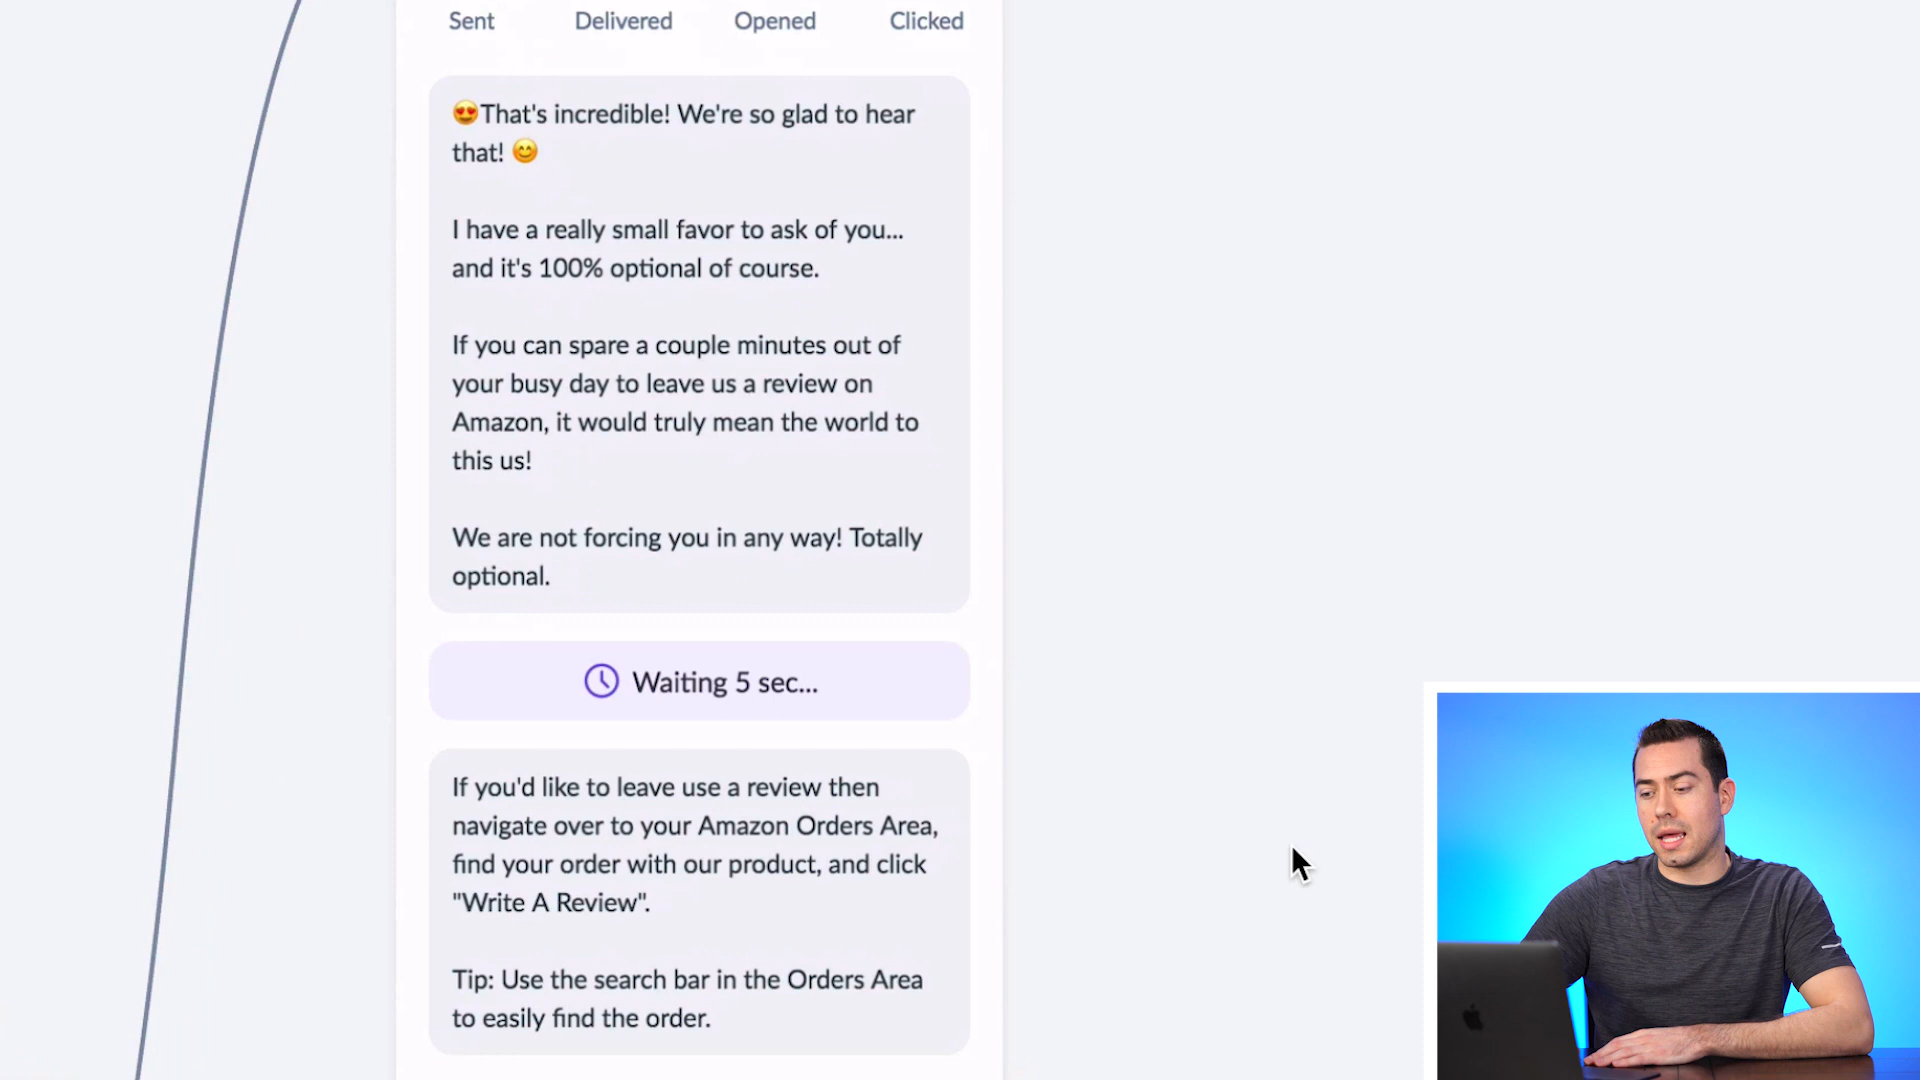 Sent Delivered Opened Clicked
😍That's incredible! We're so glad to hear
that! 😊
I have a really small favor to ask of you...
and it's 100% optional of course.
If you can spare a couple minutes out of
your busy day to leave us a review on
Amazon, it would truly mean the world to
this us!
We are not forcing you in any way! Totally
optional.
Waiting 5 sec...
If you'd like to leave use a review then
navigate over to your Amazon Orders Area,
find your order with our product, and click
"Write A Review".
Tip: Use the search bar in the Orders Area
to easily find the order.